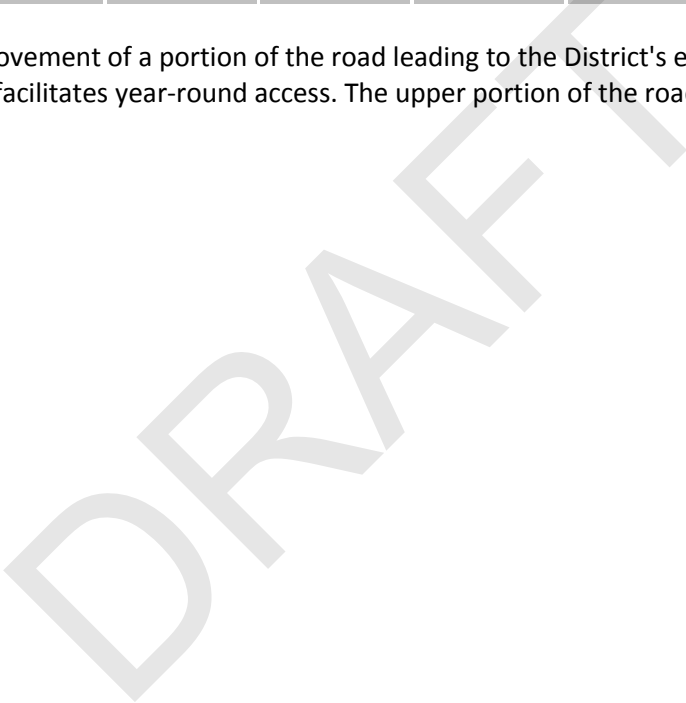 ovement of a portion of the road leading to the District's e
facilitates year-round access. The upper portion of the roa
DRAFT